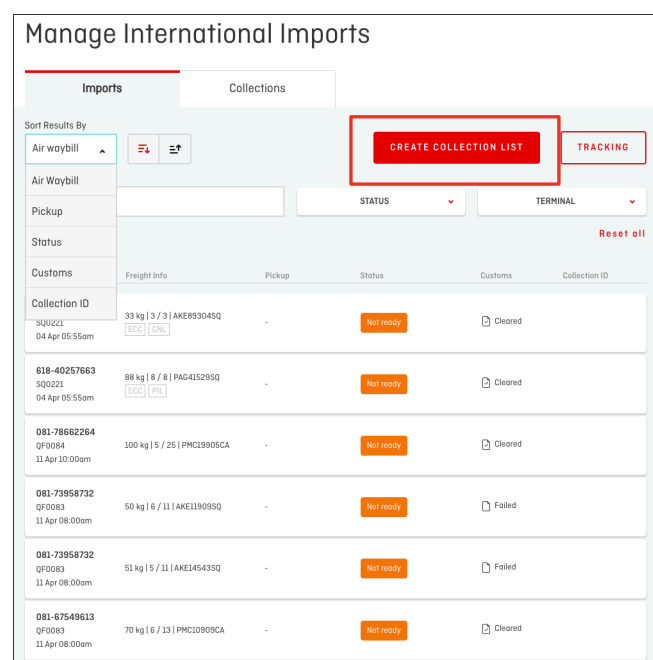 Manage International Imports
Imports
Collections
Sort Results By
Air waybill
CREATE COLLECTION LIST
TRACKING
Air Waybill
Pickup
Status
Customs
Collection ID
STATUS
TERMINAL
Reset all
Freight Info
Pickup
Status
Customs
Collection ID
SQ0221
04 Apr 05:55am
33 kg | 3 / 3 | AKE89304SQ
ECC CNL
-
Not ready
Cleared
618-40257663
SQ0221
04 Apr 05:55am
88 kg | 8 / 8 | PAG41529SQ
ECC PIL
-
Not ready
Cleared
081-78662264
QF0084
11 Apr 10:00am
100 kg | 5 / 25 | PMC19905CA
-
Not ready
Cleared
081-73958732
QF0083
11 Apr 08:00am
50 kg | 6 / 11 | AKE11909SQ
-
Not ready
Failed
081-73958732
QF0083
11 Apr 08:00am
51 kg | 5 / 11 | AKE14543SQ
-
Not ready
Failed
081-67549613
QF0083
11 Apr 08:00am
70 kg | 6 / 13 | PMC10909CA
-
Not ready
Cleared